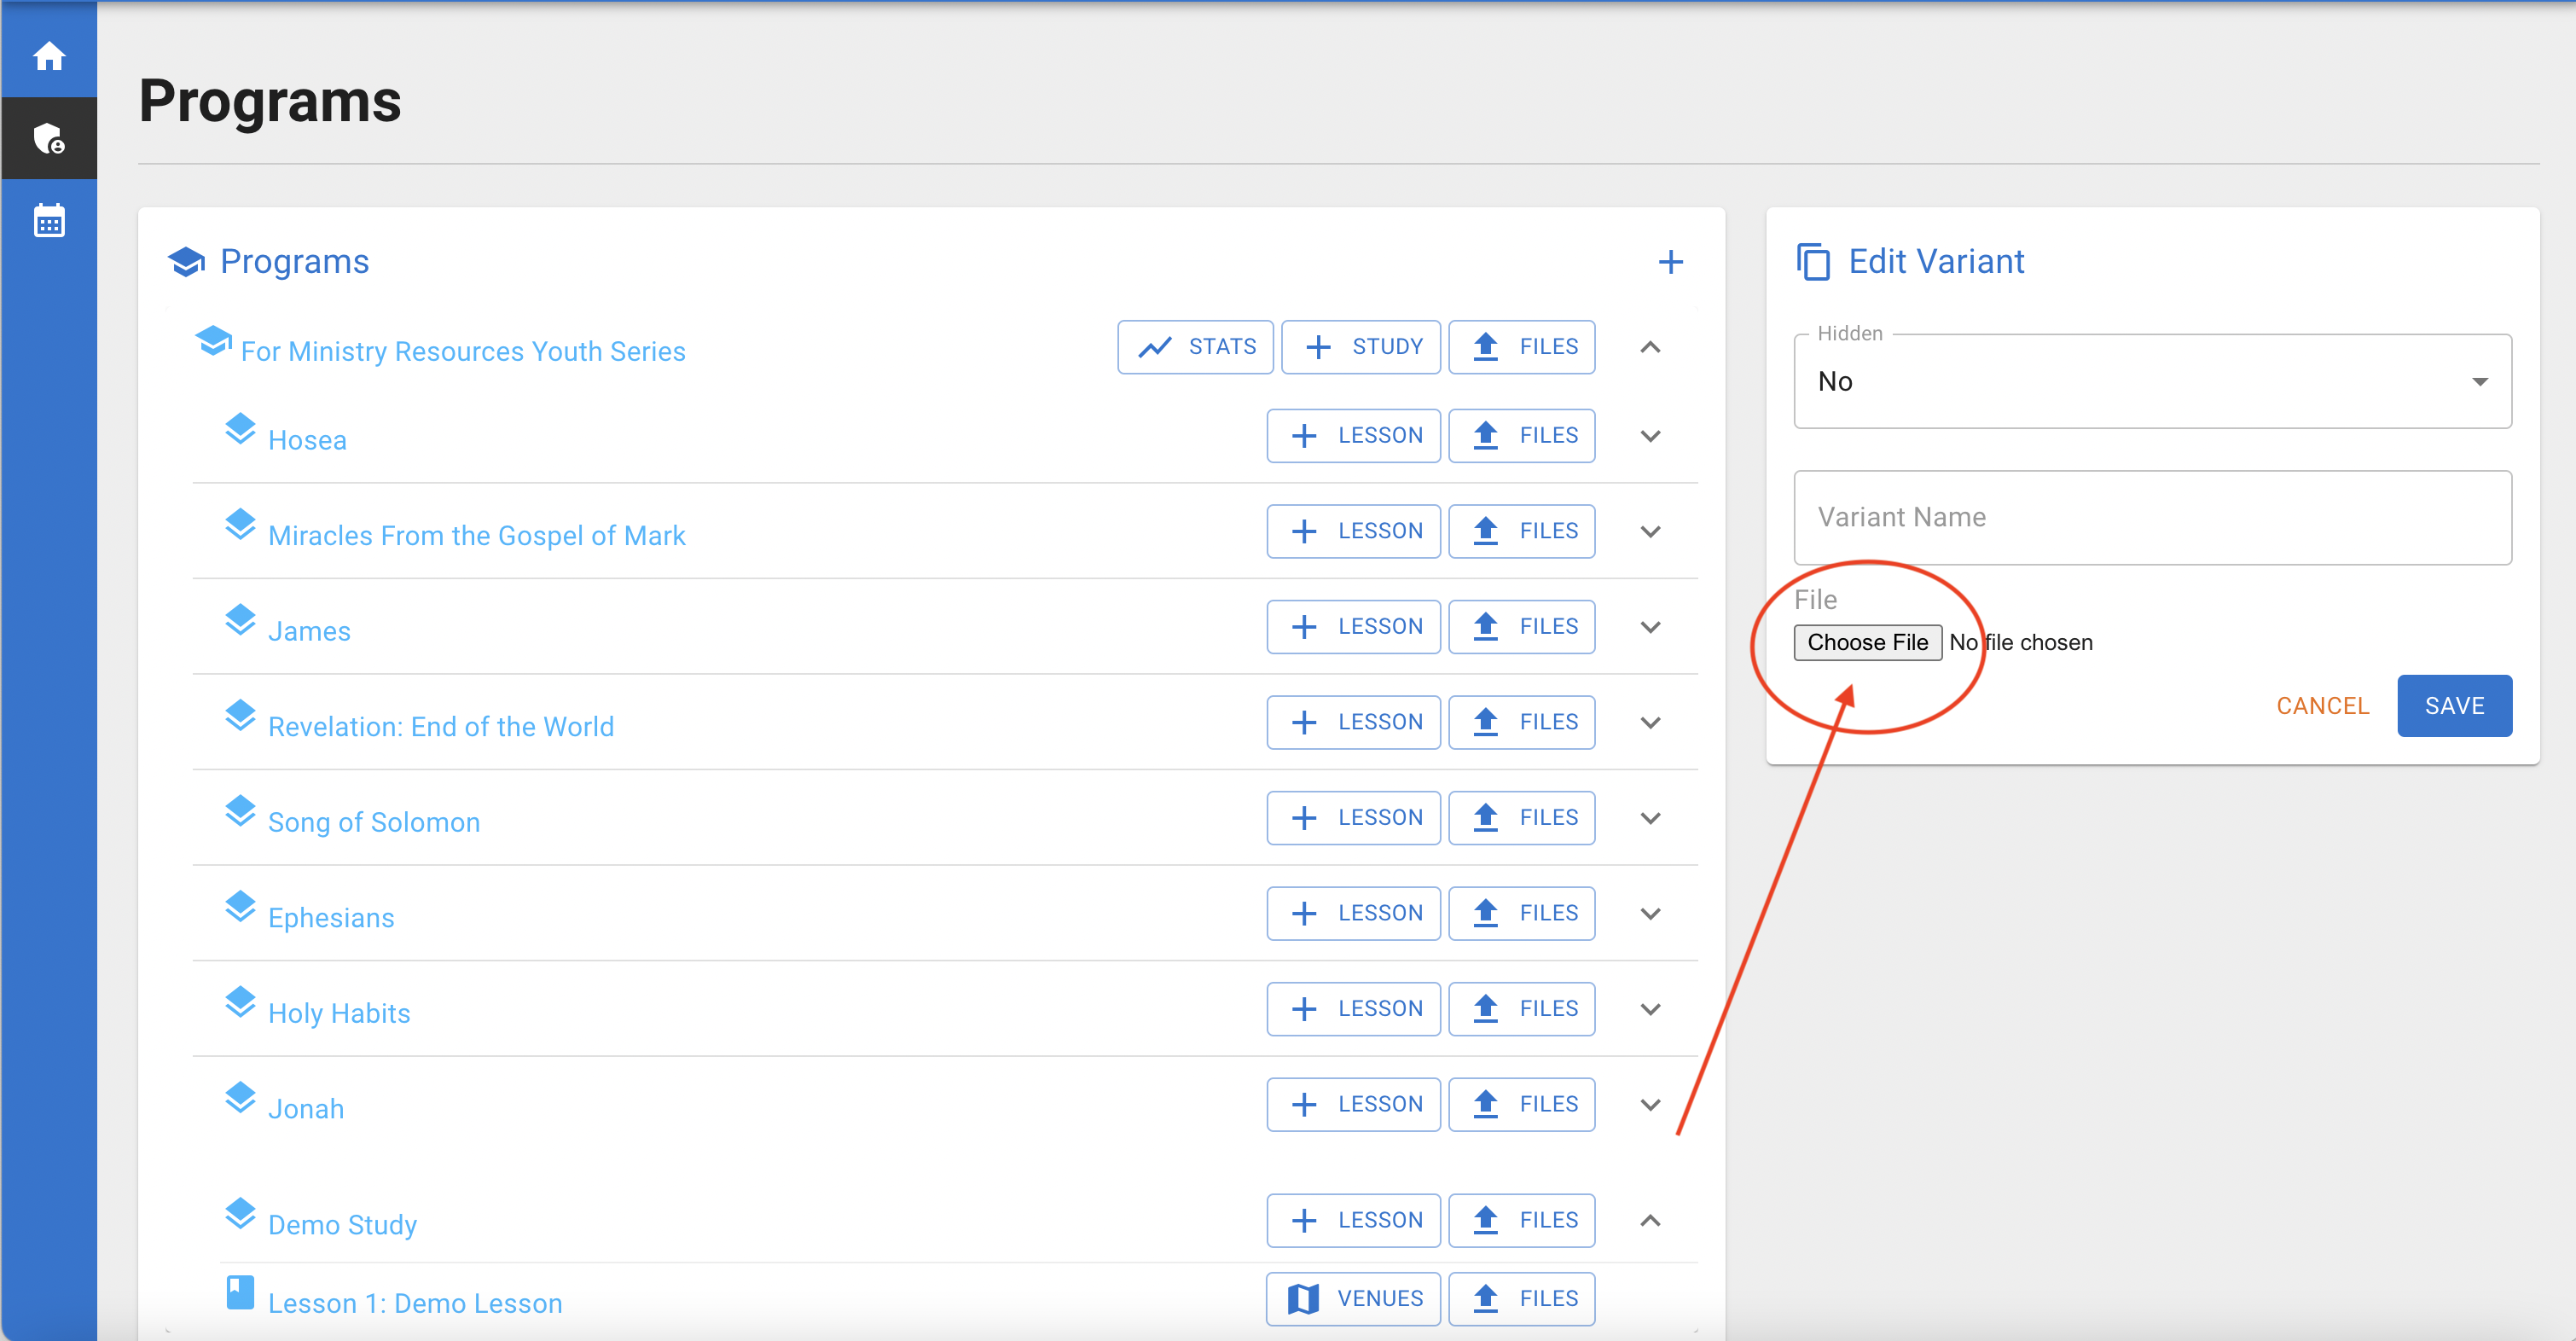 Programs
Programs
For Ministry Resources Youth Series STATS STUDY FILES
Hosea LESSON FILES
Miracles From the Gospel of Mark LESSON FILES
James LESSON FILES
Revelation: End of the World LESSON FILES
Song of Solomon LESSON FILES
Ephesians LESSON FILES
Holy Habits LESSON FILES
Jonah LESSON FILES
Demo Study LESSON FILES
Lesson 1: Demo Lesson VENUES FILES
Edit Variant
Hidden
No
Variant Name
File
Choose File No file chosen
CANCEL SAVE